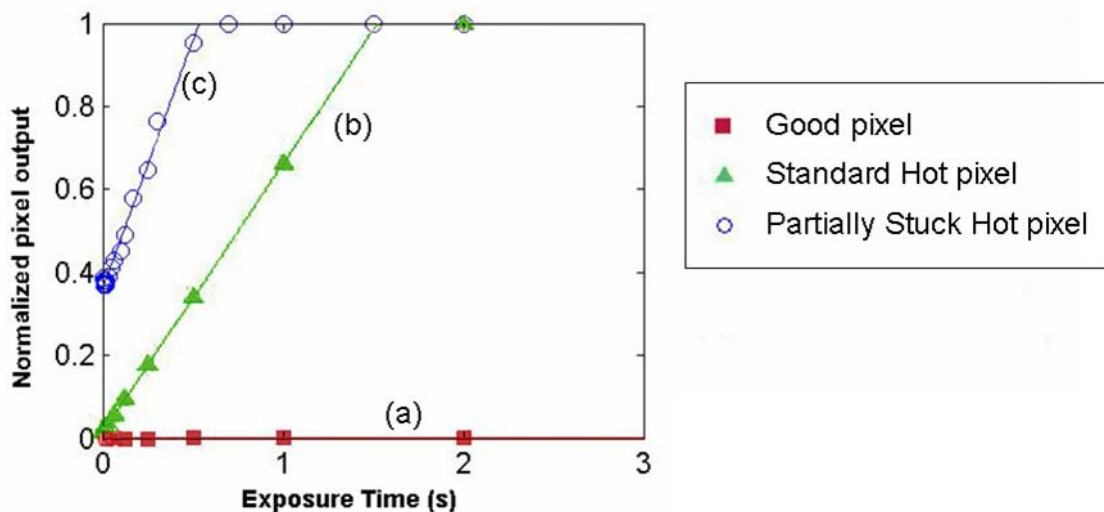 1
0.8
0.6
0.4
0.2
0
0 1 2 3
Normalized pixel output
Exposure Time (s)
(c)
(b)
(a)
Good pixel
Standard Hot pixel
Partially Stuck Hot pixel